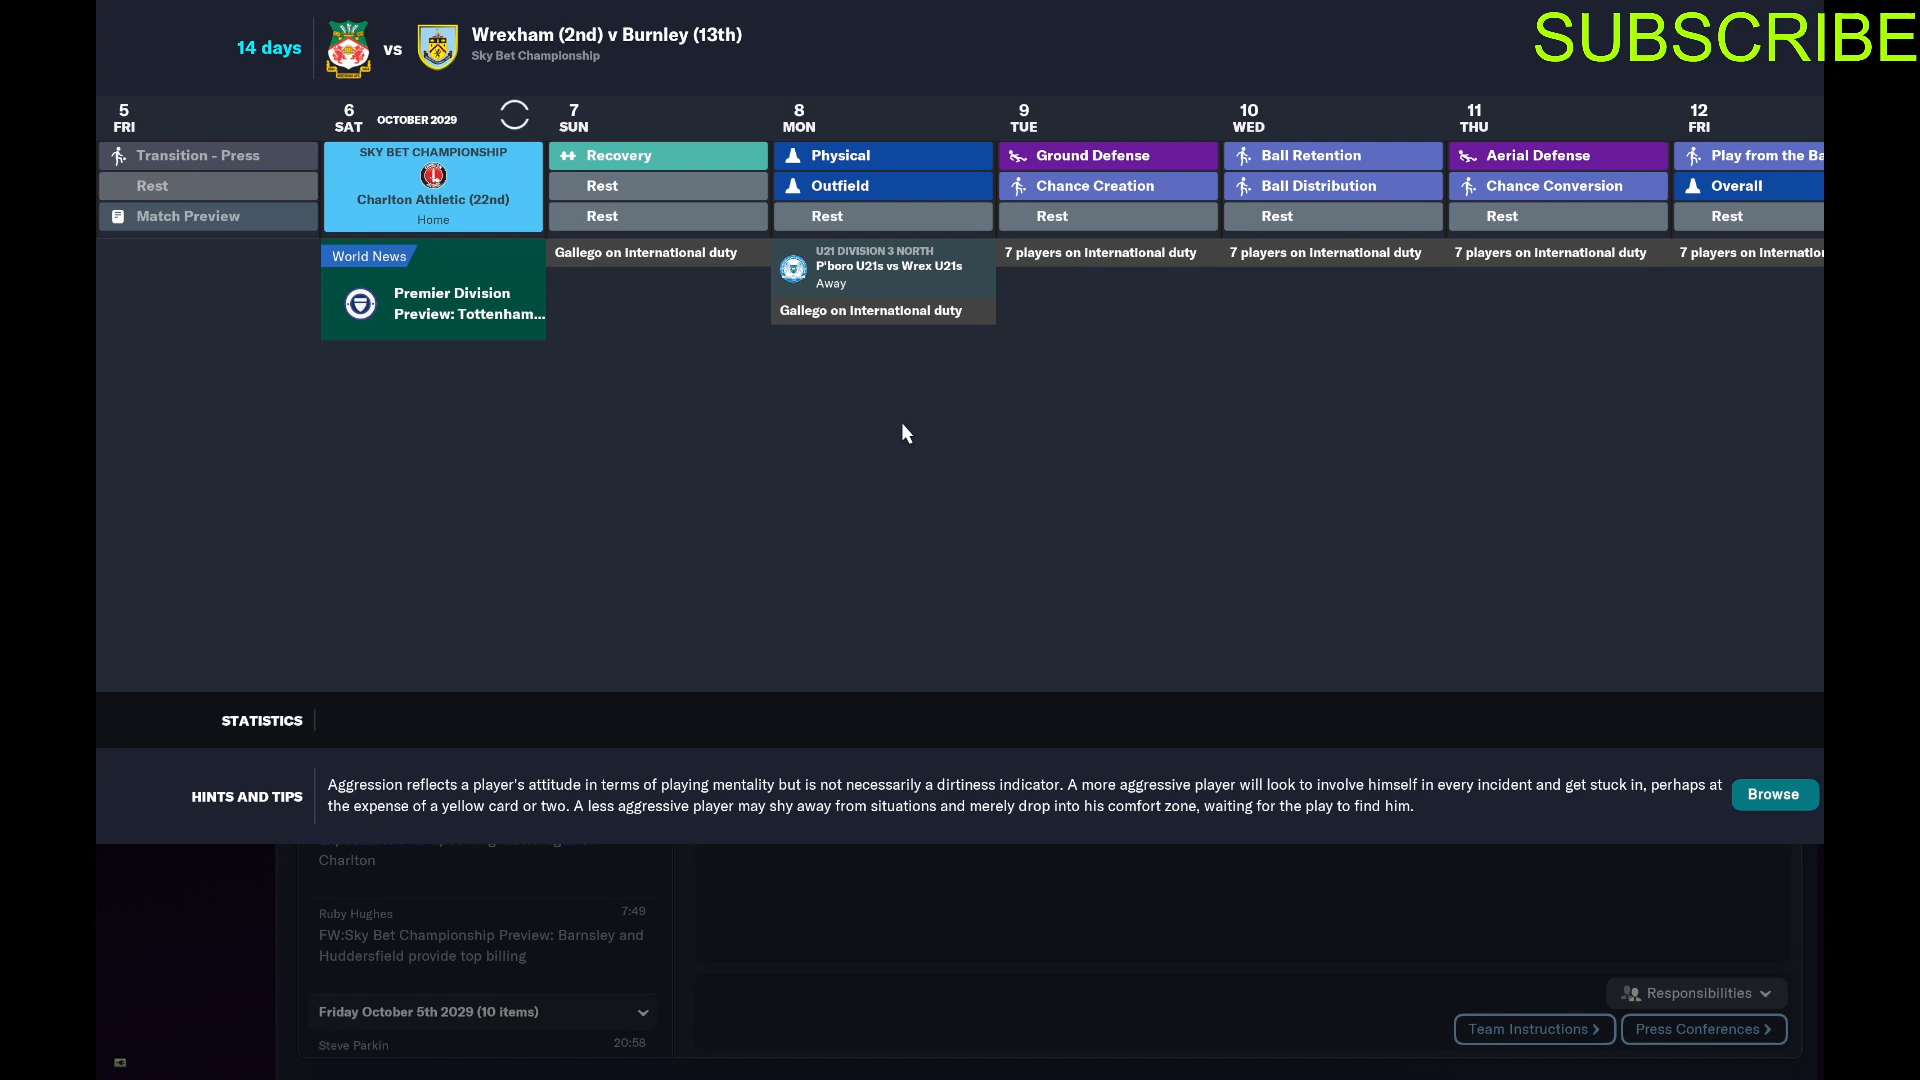 SUBSCRIBE
14 days
vs
Wrexham (2nd) v Burnley (13th)
Sky Bet Championship
5
FRI
6
SAT
OCTOBER 2029
7
SUN
8
MON
9
TUE
10
WED
11
THU
12
FRI
Transition - Press
Rest
Match Preview
SKY BET CHAMPIONSHIP
Charlton Athletic (22nd)
Home
Recovery
Rest
Rest
Physical
Outfield
Rest
Ground Defense
Chance Creation
Rest
Ball Retention
Ball Distribution
Rest
Aerial Defense
Chance Conversion
Rest
Play from the Ba
Overall
Rest
World News
Premier Division
Preview: Tottenham...
Gallego on international duty
U21 DIVISION 3 NORTH
P'boro U21s vs Wrex U21s
Away
Gallego on international duty
7 players on international duty
7 players on international duty
7 players on international duty
7 players on internatio
STATISTICS
HINTS AND TIPS
Aggression reflects a player's attitude in terms of playing mentality but is not necessarily a dirtiness indicator. A more aggressive player will look to involve himself in every incident and get stuck in, perhaps at
the expense of a yellow card or two. A less aggressive player may shy away from situations and merely drop into his comfort zone, waiting for the play to find him.
Browse
Charlton
Ruby Hughes
7:49
FW:Sky Bet Championship Preview: Barnsley and
Huddersfield provide top billing
Friday October 5th 2029 (10 items)
Steve Parkin
20:58
Responsibilities
Team Instructions
Press Conferences